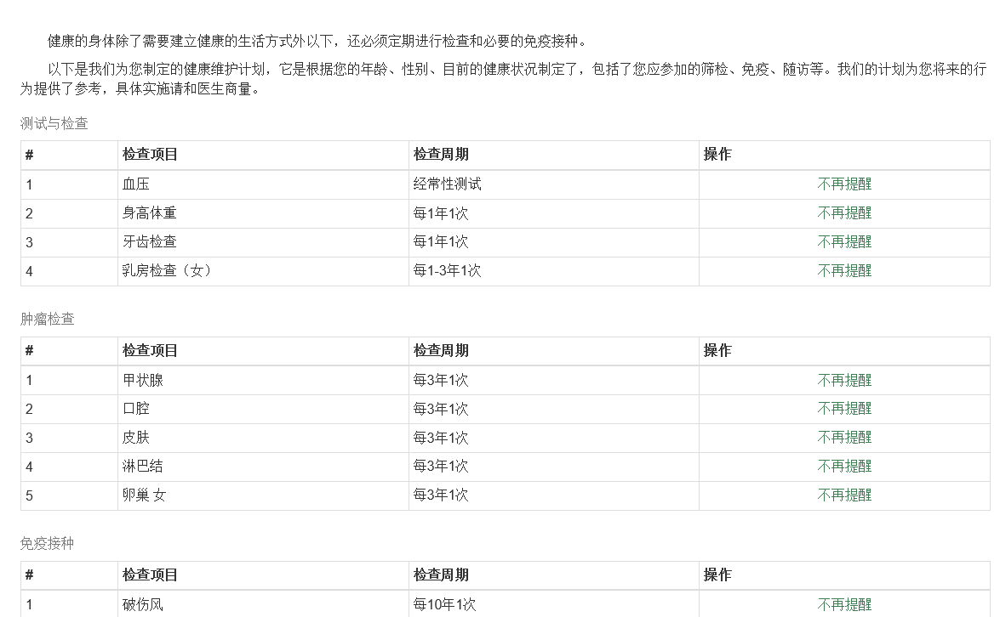 健康的身体除了需要建立健康的生活方式外以下，还必须定期进行检查和必要的免疫接种。
以下是我们为您制定的健康维护计划，它是根据您的年龄、性别、目前的健康状况制定了，包括了您应参加的筛检、免疫、随访等。我们的计划为您将来的行
为提供了参考，具体实施请和医生商量。
测试与检查
# 检查项目 检查周期 操作
1 血压 经常性测试 不再提醒
2 身高体重 每1年1次 不再提醒
3 牙齿检查 每1年1次 不再提醒
4 乳房检查（女） 每1-3年1次 不再提醒
肿瘤检查
# 检查项目 检查周期 操作
1 甲状腺 每3年1次 不再提醒
2 口腔 每3年1次 不再提醒
3 皮肤 每3年1次 不再提醒
4 淋巴结 每3年1次 不再提醒
5 卵巢 女 每3年1次 不再提醒
免疫接种
# 检查项目 检查周期 操作
1 破伤风 每10年1次 不再提醒